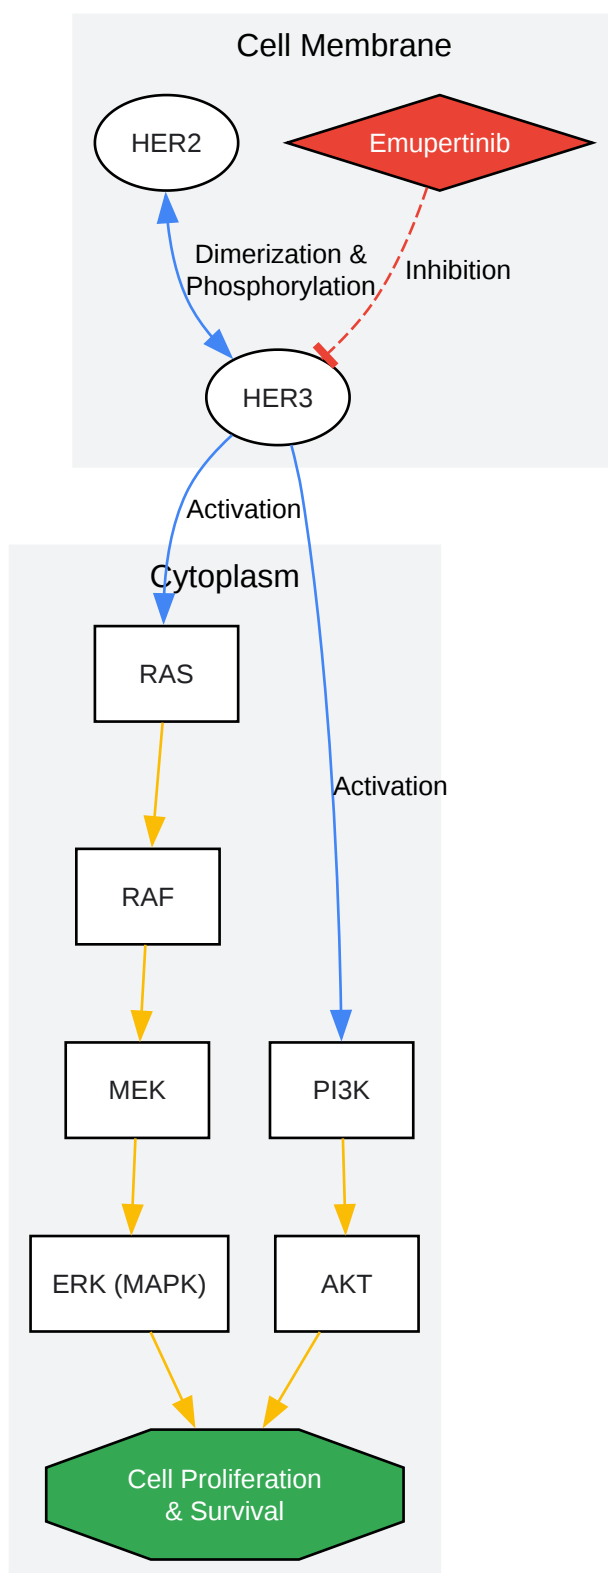 Cell Membrane
HER2
Emupertinib
Dimerization &
Phosphorylation
Inhibition
HER3
Activation
Cytoplasm
RAS
Activation
RAF
MEK
PI3K
ERK (MAPK)
AKT
Cell Proliferation
& Survival